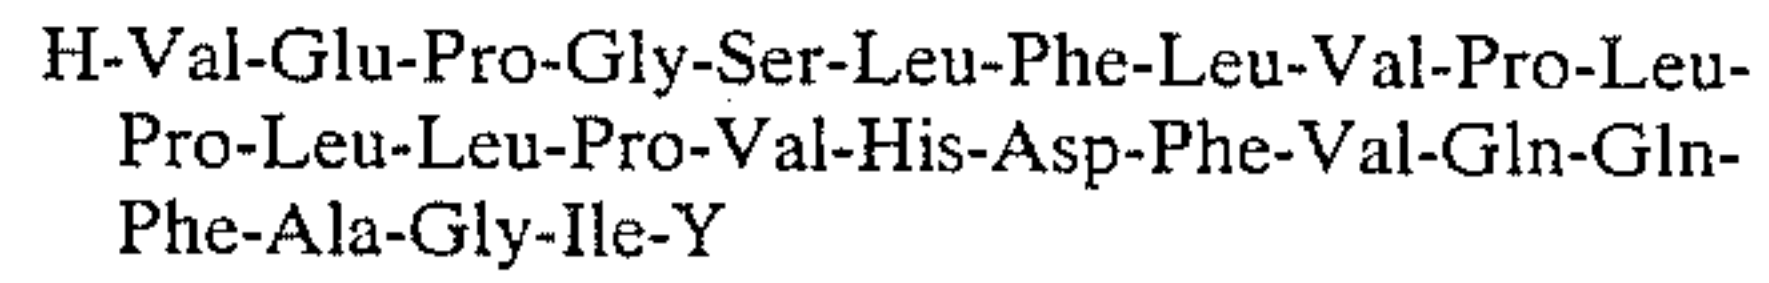 H-Val-Glu-Pro-Gly-Ser-Leu-Phe-Leu-Val-Pro-Leu-
Pro-Leu-Leu-Pro-Val-His-Asp-Phe-Val-Gln-Gln-
Phe-Ala-Gly-Ile-Y